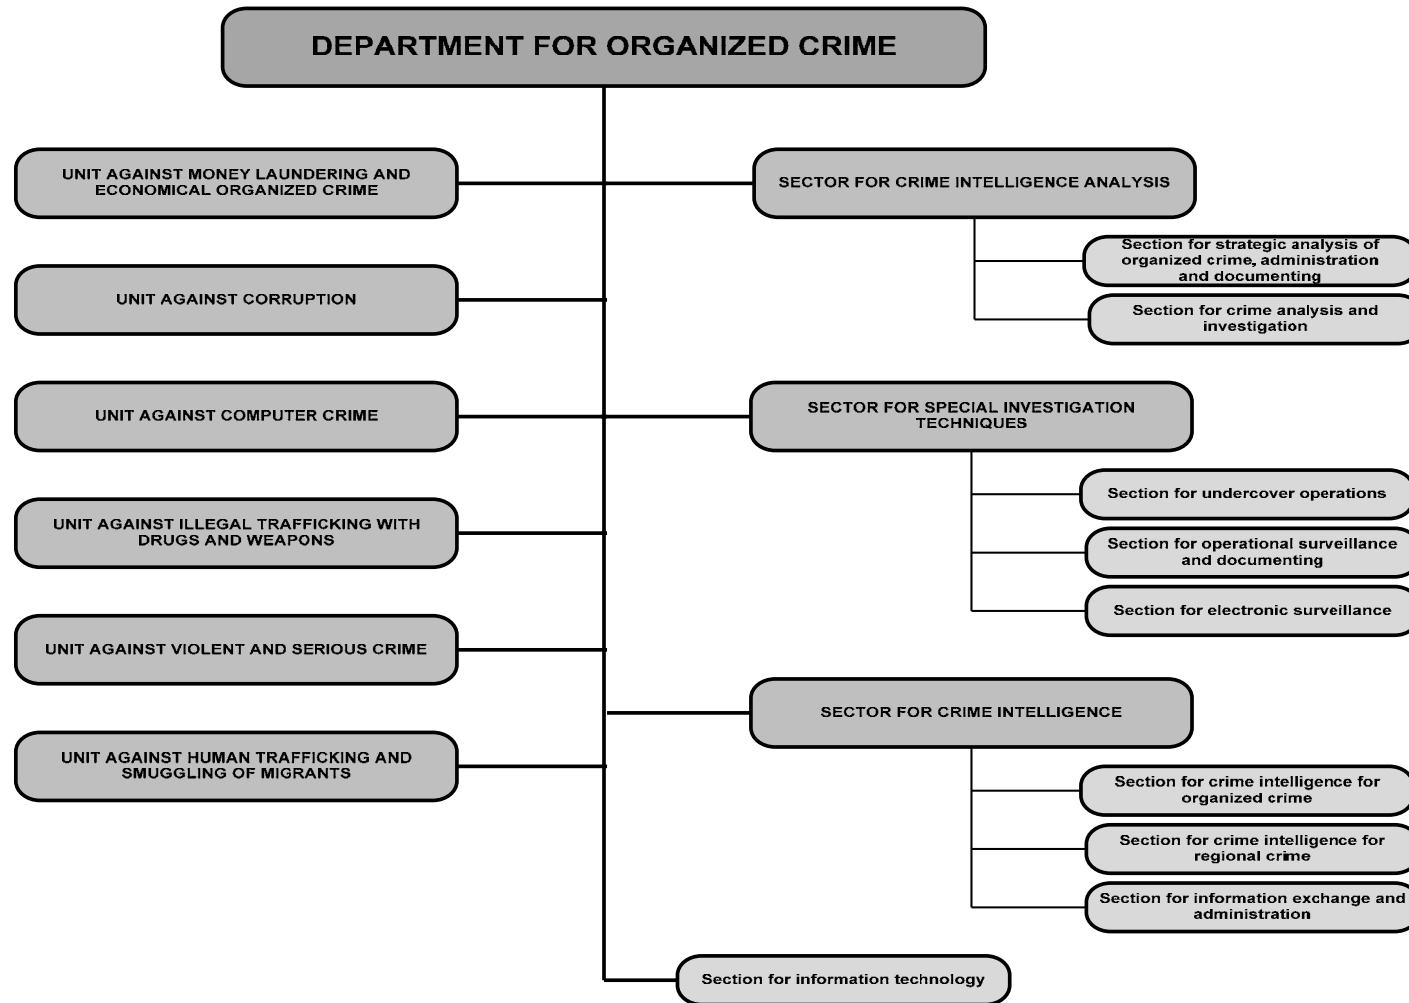 DEPARTMENT FOR ORGANIZED CRIME
UNIT AGAINST MONEY LAUNDERING AND
ECONOMICAL ORGANIZED CRIME
UNIT AGAINST CORRUPTION
UNIT AGAINST COMPUTER CRIME
UNIT AGAINST ILLEGAL TRAFFICKING WITH
DRUGS AND WEAPONS
UNIT AGAINST VIOLENT AND SERIOUS CRIME
UNIT AGAINST HUMAN TRAFFICKING AND
SMUGGLING OF MIGRANTS
SECTOR FOR CRIME INTELLIGENCE ANALYSIS
Section for strategic analysis of
organized crime, administration
and documenting
Section for crime analysis and
investigation
SECTOR FOR SPECIAL INVESTIGATION
TECHNIQUES
Section for undercover operations
Section for operational surveillance
and documenting
Section for electronic surveillance
SECTOR FOR CRIME INTELLIGENCE
Section for crime intelligence for
organized crime
Section for crime intelligence for
regional crime
Section for information exchange and
administration
Section for information technology